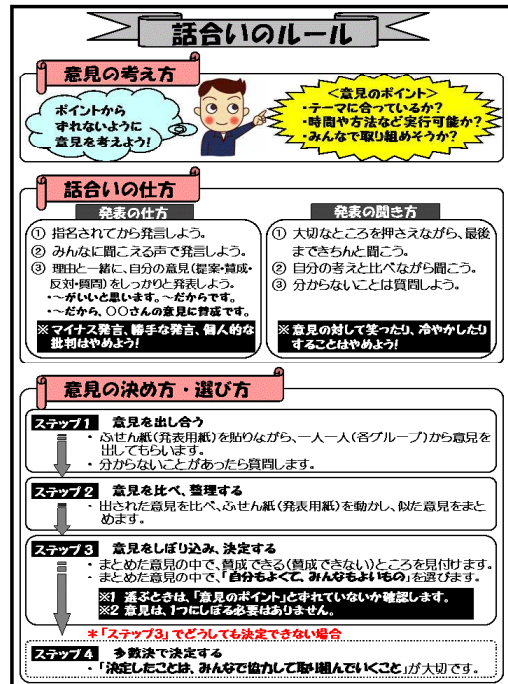 話合いのルール
意見の考え方
ポイントから
ずれないように
意見を考えよう!
<意見のポイント>
・テーマに合っているか?
・時間や方法など実行可能か?
・みんなで取り組めそうか?
話合いの仕方
発表の仕方
① 指名されてから発言しよう。
② みんなに聞こえる声で発言しよう。
③ 理由と一緒に、自分の意見(提案・賛成・
反対・質問)をしっかりと発表しよう。
・~がいいと思います。~だからです。
・~だから、○○さんの意見に賛成です。
※ マイナス発言、勝手な発言、個人的な
批判はやめよう!
発表の聞き方
① 大切なところを押さえながら、最後
まできちんと聞こう。
② 自分の考えと比べながら聞こう。
③ 分からないことは質問しよう。
※ 意見の対して笑ったり、冷やかしたり
することはやめよう!
意見の決め方・選び方
ステップ1 意見を出し合う
・ ふせん紙(発表用紙)を貼りながら、一人一人(各グループ)から意見を
出してもらいます。
・ 分からないことがあったら質問します。
ステップ2 意見を比べ、整理する
・ 出された意見を比べ、ふせん紙(発表用紙)を動かし、似た意見をまと
めます。
ステップ3 意見をしぼり込み、決定する
・ まとめた意見の中で、賛成できる(賛成できない)ところを見付けます。
・ まとめた意見の中で、「自分もよくて、みんなもよいもの」を選びます。
※1 選ぶときは、「意見のポイント」とずれていないか確認します。
※2 意見は、1つにしぼる必要はありません。
*「ステップ3」でどうしても決定できない場合
ステップ4 多数決で決定する
・「決定したことは、みんなで協力して取り組んでいくこと」が大切です。